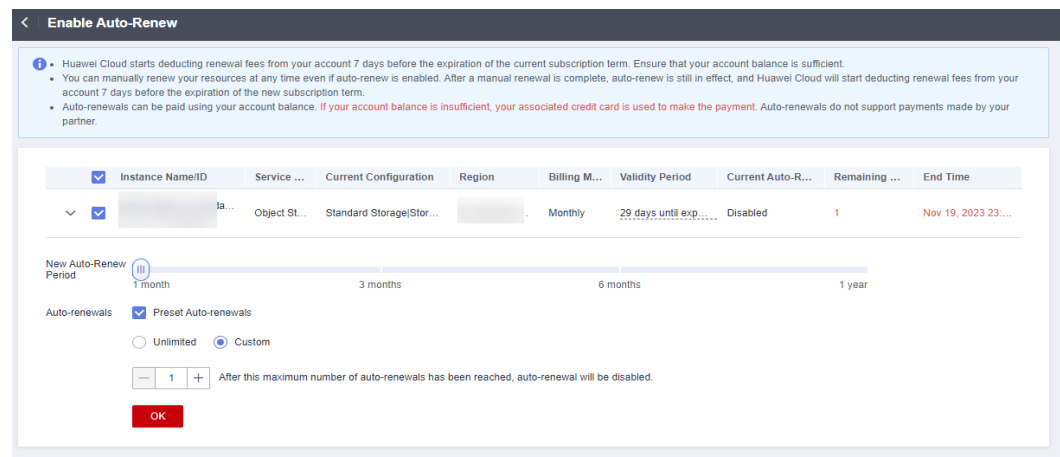 Enable Auto-Renew
Huawei Cloud starts deducting renewal fees from your account 7 days before the expiration of the current subscription term. Ensure that your account balance is sufficient.
You can manually renew your resources at any time even if auto-renew is enabled. After a manual renewal is complete, auto-renew is still in effect, and Huawei Cloud will start deducting renewal fees from your
account 7 days before the expiration of the new subscription term.
Auto-renewals can be paid using your account balance. If your account balance is insufficient, your associated credit card is used to make the payment. Auto-renewals do not support payments made by your
partner.
Instance Name/ID Service ... Current Configuration Region Billing M... Validity Period Current Auto-R... Remaining ... End Time
Object St... Standard Storage|Stor... Monthly 29 days until exp... Disabled 1 Nov 19, 2023 23:...
New Auto-Renew
Period
1 month 3 months 6 months 1 year
Auto-renewals Preset Auto-renewals
Unlimited Custom
1 After this maximum number of auto-renewals has been reached, auto-renewal will be disabled.
OK